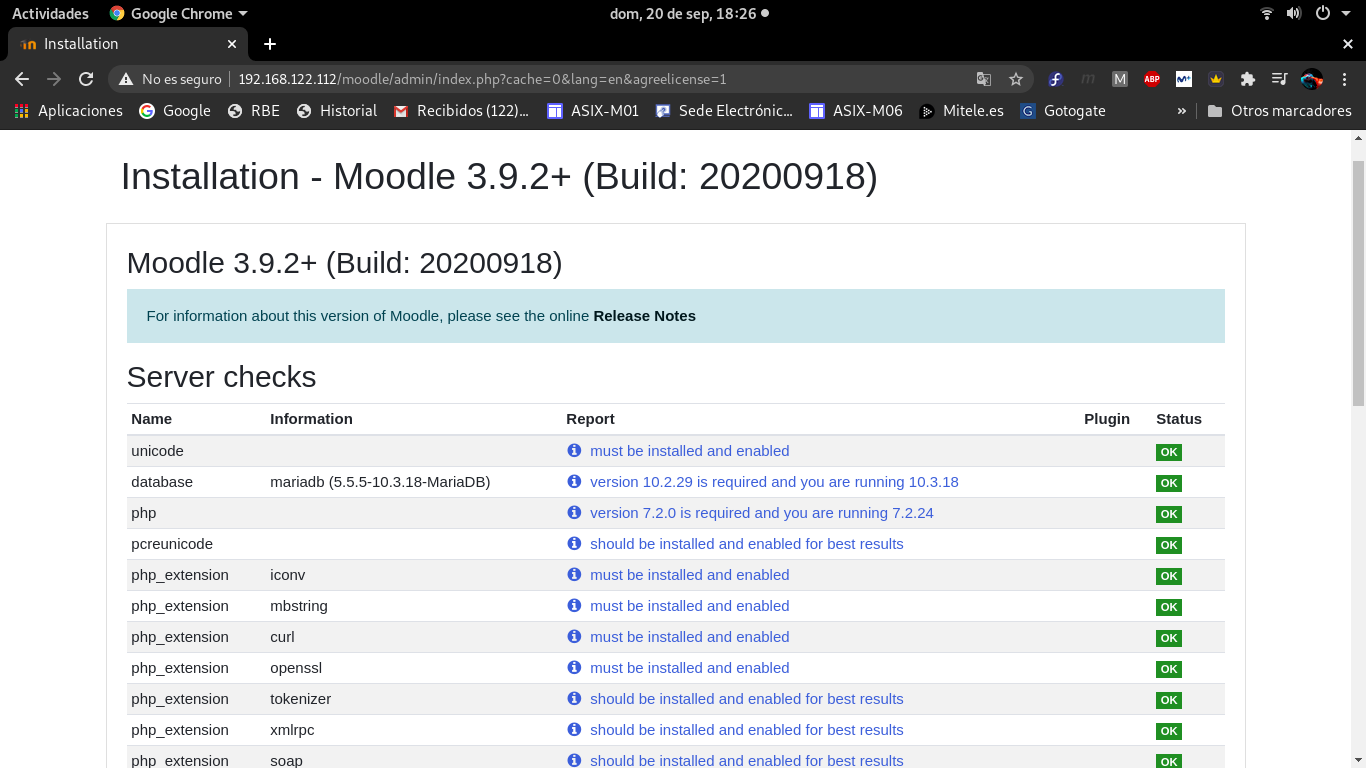 Actividades Google Chrome dom, 20 de sep, 18:26
Installation
No es seguro 192.168.122.112/moodle/admin/index.php?cache=0&lang=en&agreelicense=1
Aplicaciones Google RBE Historial Recibidos (122)... ASIX-M01 Sede Electrónic... ASIX-M06 Mitele.es Gotogate » Otros marcadores
Installation - Moodle 3.9.2+ (Build: 20200918)
Moodle 3.9.2+ (Build: 20200918)
For information about this version of Moodle, please see the online Release Notes
Server checks
Name Information Report Plugin Status
unicode must be installed and enabled OK
database mariadb (5.5.5-10.3.18-MariaDB) version 10.2.29 is required and you are running 10.3.18 OK
php version 7.2.0 is required and you are running 7.2.24 OK
pcreunicode should be installed and enabled for best results OK
php_extension iconv must be installed and enabled OK
php_extension mbstring must be installed and enabled OK
php_extension curl must be installed and enabled OK
php_extension openssl must be installed and enabled OK
php_extension tokenizer should be installed and enabled for best results OK
php_extension xmlrpc should be installed and enabled for best results OK
php_extension soap should be installed and enabled for best results OK